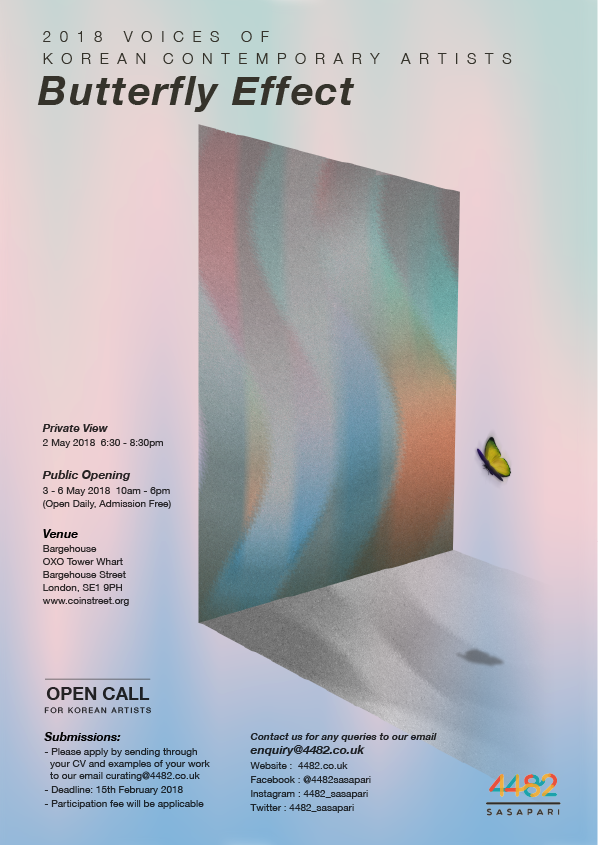 2018 VOICES OF
KOREAN CONTEMPORARY ARTISTS
Butterfly Effect
Private View
2 May 2018 6:30 - 8:30pm
Public Opening
3 - 6 May 2018 10am - 6pm
(Open Daily, Admission Free)
Venue
Bargehouse
OXO Tower Whart
Bargehouse Street
London, SE1 9PH
www.coinstreet.org
OPEN CALL
FOR KOREAN ARTISTS
Submissions:
- Please apply by sending through
your CV and examples of your work
to our email curating@4482.co.uk
- Deadline: 15th February 2018
- Participation fee will be applicable
Contact us for any queries to our email
enquiry@4482.co.uk
Website : 4482.co.uk
Facebook : @4482sasapari
Instagram : 4482_sasapari
Twitter : 4482_sasapari
4482
SASAPARI